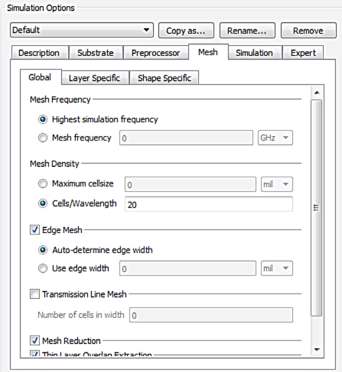 Simulation Options
Default Copy as... Rename... Remove
Description Substrate Preprocessor Mesh Simulation Expert
Global Layer Specific Shape Specific
Mesh Frequency
Highest simulation frequency
Mesh frequency 0 GHz
Mesh Density
Maximum cellsize 0 mil
Cells/Wavelength 20
Edge Mesh
Auto-determine edge width
Use edge width 0 mil
Transmission Line Mesh
Number of cells in width 0
Mesh Reduction
Thin Layer Overlap Extraction